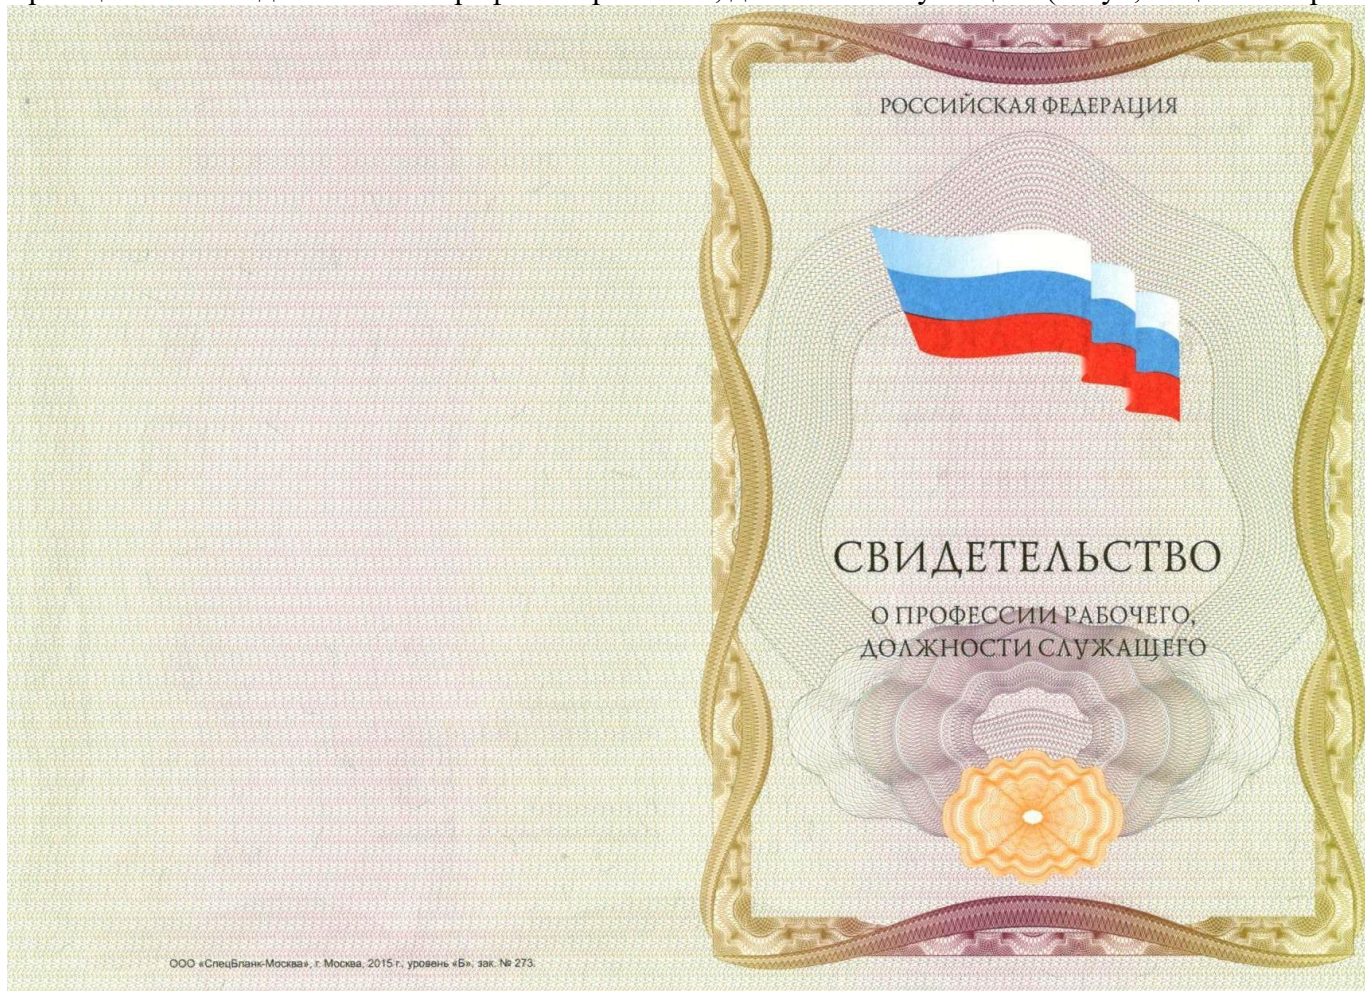 РОССИЙСКАЯ ФЕДЕРАЦИЯ
СВИДЕТЕЛЬСТВО
О ПРОФЕССИИ РАБОЧЕГО,
ДОЛЖНОСТИ СЛУЖАЩЕГО
ООО «СпецБланк-Москва», г. Москва, 2015 г., уровень «Б», зак. № 273.